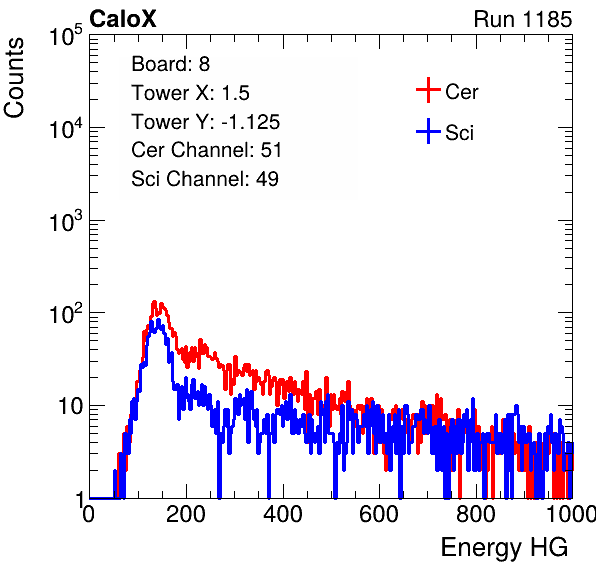 CaloX Run 1185
Counts
10^5
10^4
10^3
10^2
10
1
Board: 8
Tower X: 1.5
Tower Y: -1.125
Cer Channel: 51
Sci Channel: 49
Cer
Sci
0 200 400 600 800 1000
Energy HG